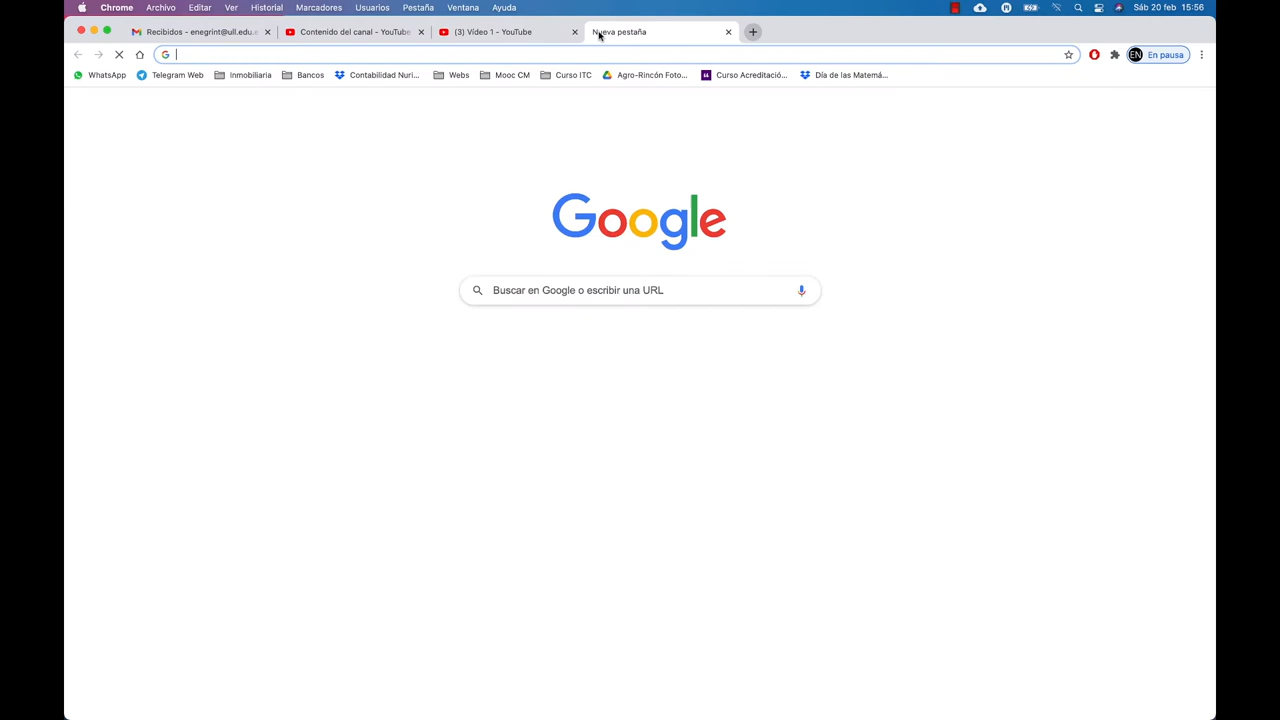 Chrome Archivo Editar Ver Historial Marcadores Usuarios Pestaña Ventana Ayuda Sáb 20 feb 15:56
Recibidos - enegrint@ull.edu.e Contenido del canal - YouTube (3) Vídeo 1 - YouTube Nueva pestaña
EN En pausa
WhatsApp Telegram Web Inmobiliaria Bancos Contabilidad Nuri... Webs Mooc CM Curso ITC Agro-Rincón Foto... Curso Acreditació... Día de las Matemá...
Google
Buscar en Google o escribir una URL